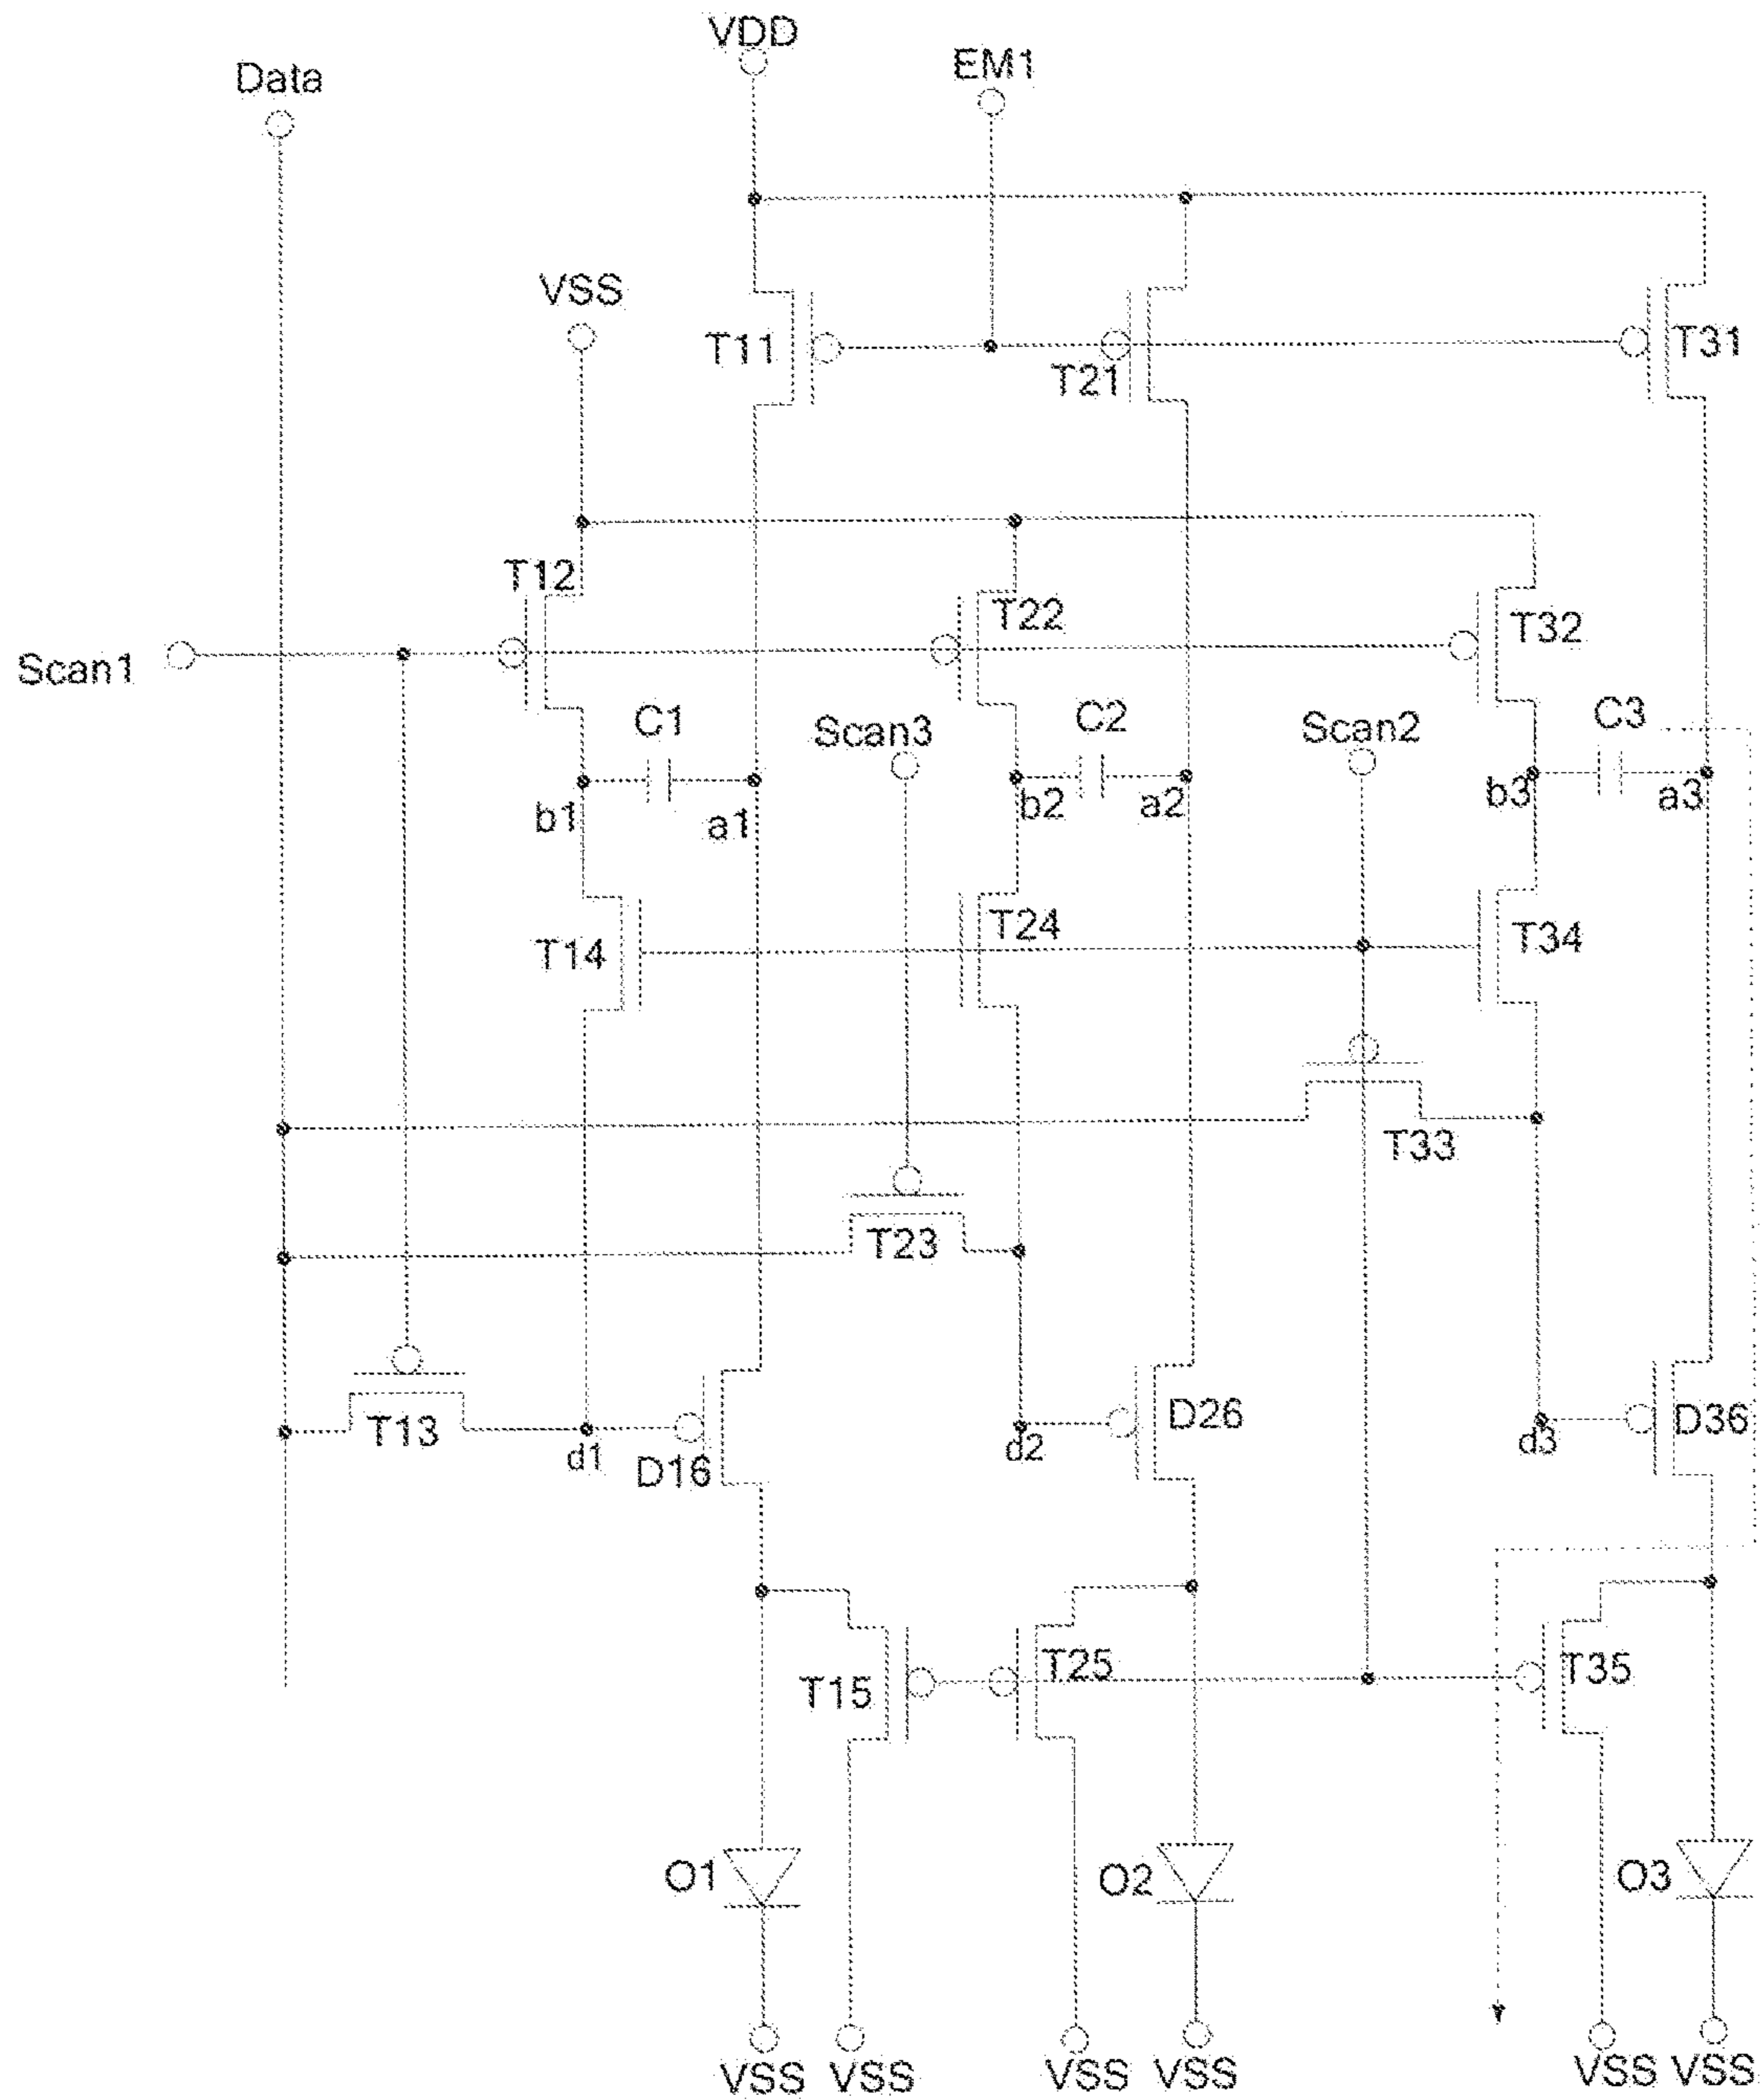 VDD
EM1
Data
VSS
T11
T21
T31
T12
T22
T32
Scan1
C1
Scan3
C2
Scan2
C3
b1
a1
b2
a2
b3
a3
T14
T24
T34
T33
T23
T13
d1
D16
d2
D26
d3
D36
T15
T25
T35
O1
O2
O3
VSS
VSS
VSS
VSS
VSS
VSS